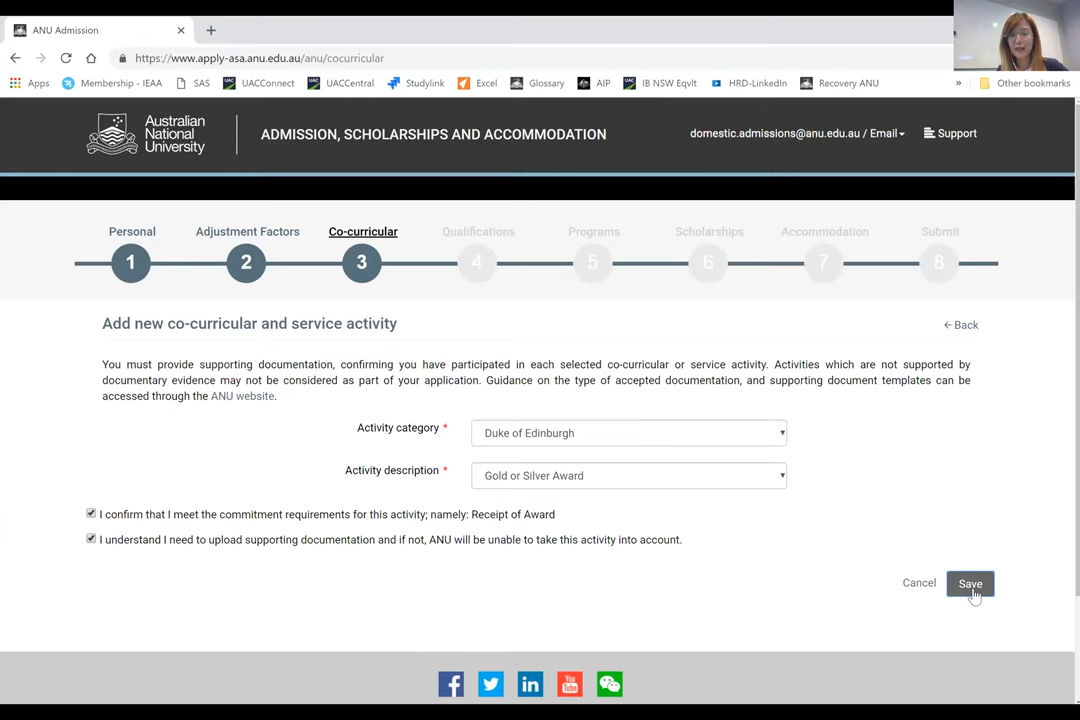 ANU Admission
https://www.apply-asa.anu.edu.au/anu/cocurricular
Apps Membership - IEAA SAS UACConnect UACCentral Studylink Excel Glossary AIP IB NSW Eqvlt HRD-LinkedIn Recovery ANU » Other bookmarks
Australian
National
University
ADMISSION, SCHOLARSHIPS AND ACCOMMODATION
domestic.admissions@anu.edu.au / Email
Support
Personal Adjustment Factors Co-curricular Qualifications Programs Scholarships Accommodation Submit
1 2 3 4 5 6 7 8
Add new co-curricular and service activity
Back
You must provide supporting documentation, confirming you have participated in each selected co-curricular or service activity. Activities which are not supported by
documentary evidence may not be considered as part of your application. Guidance on the type of accepted documentation, and supporting document templates can be
accessed through the ANU website.
Activity category * Duke of Edinburgh
Activity description * Gold or Silver Award
I confirm that I meet the commitment requirements for this activity; namely: Receipt of Award
I understand I need to upload supporting documentation and if not, ANU will be unable to take this activity into account.
Cancel Save
You
Tube